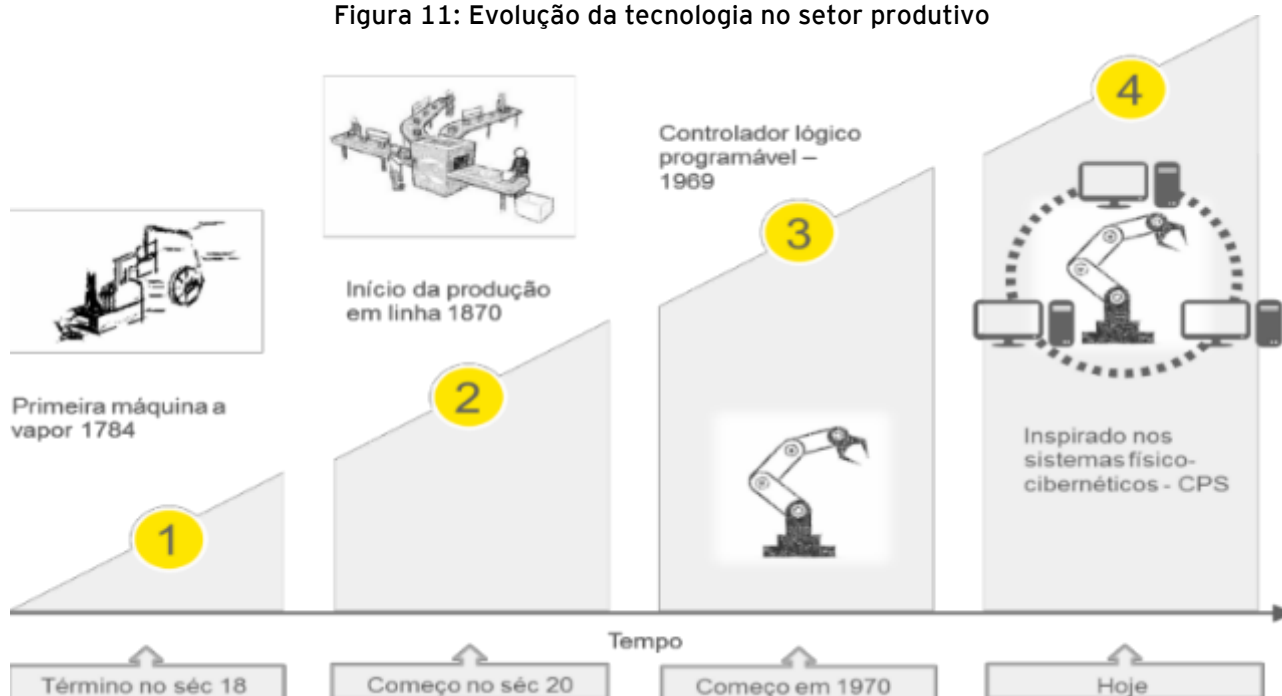 Figura 11: Evolução da tecnologia no setor produtivo
1
Primeira máquina a
vapor 1784
2
Início da produção
em linha 1870
3
Controlador lógico
programável –
1969
4
Inspirado nos
sistemas físico-
cibernéticos - CPS
Tempo
Término no séc 18
Começo no séc 20
Começo em 1970
Hoje